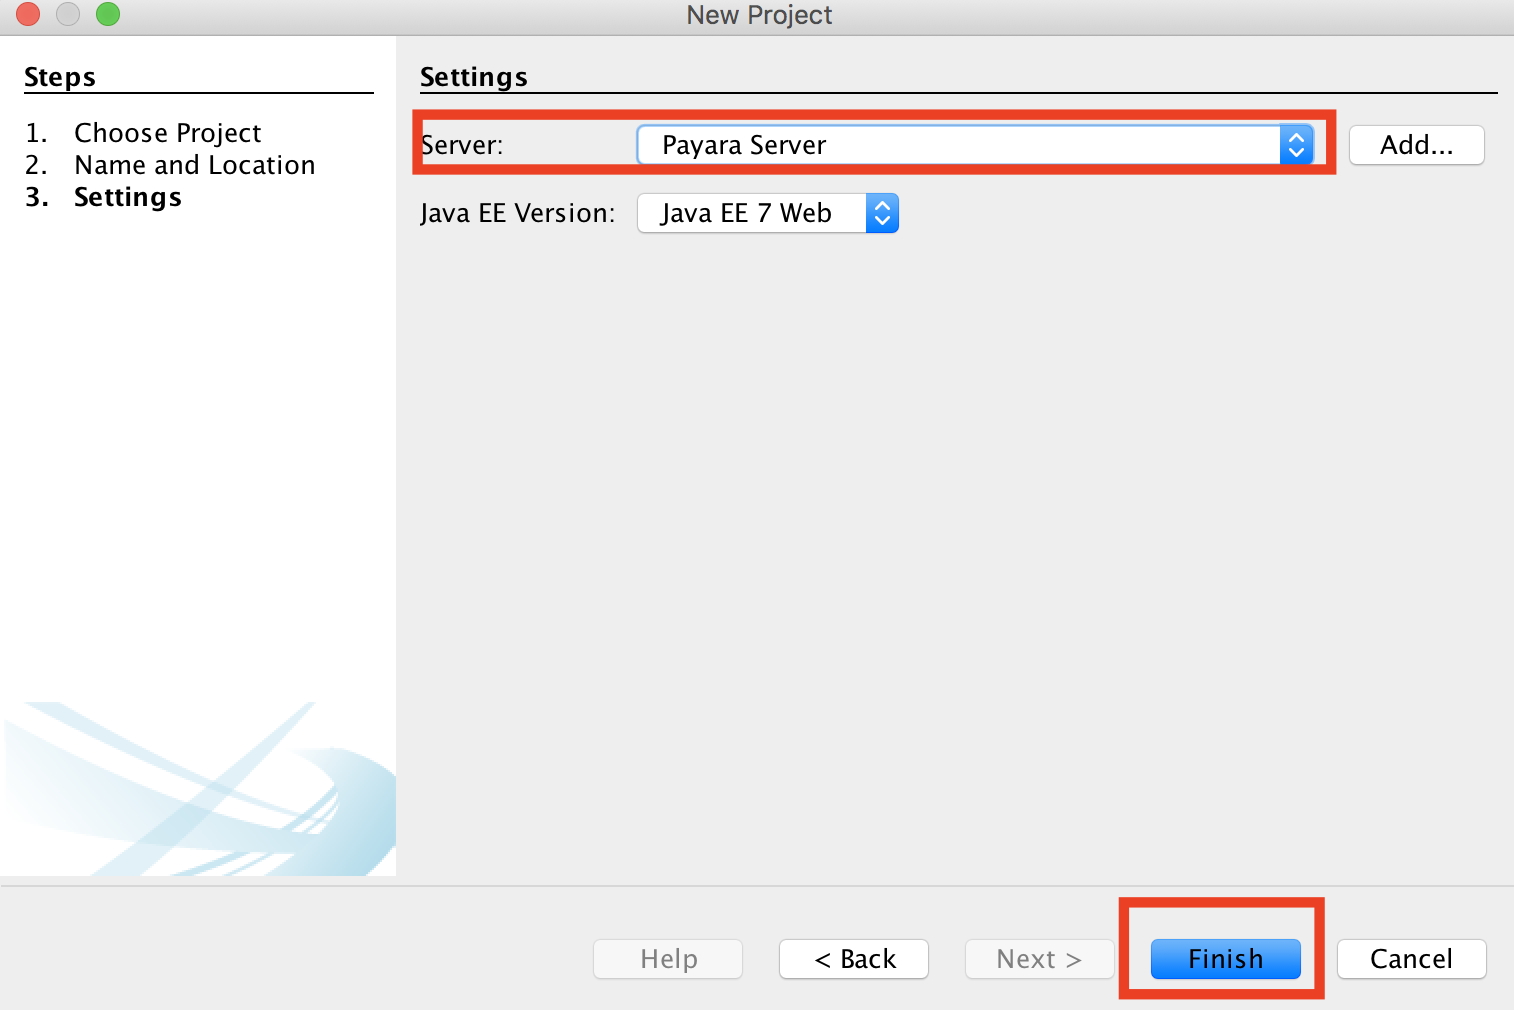 New Project
Steps
1. Choose Project
2. Name and Location
3. Settings
Settings
Server: Payara Server Add...
Java EE Version: Java EE 7 Web
Help < Back Next > Finish Cancel